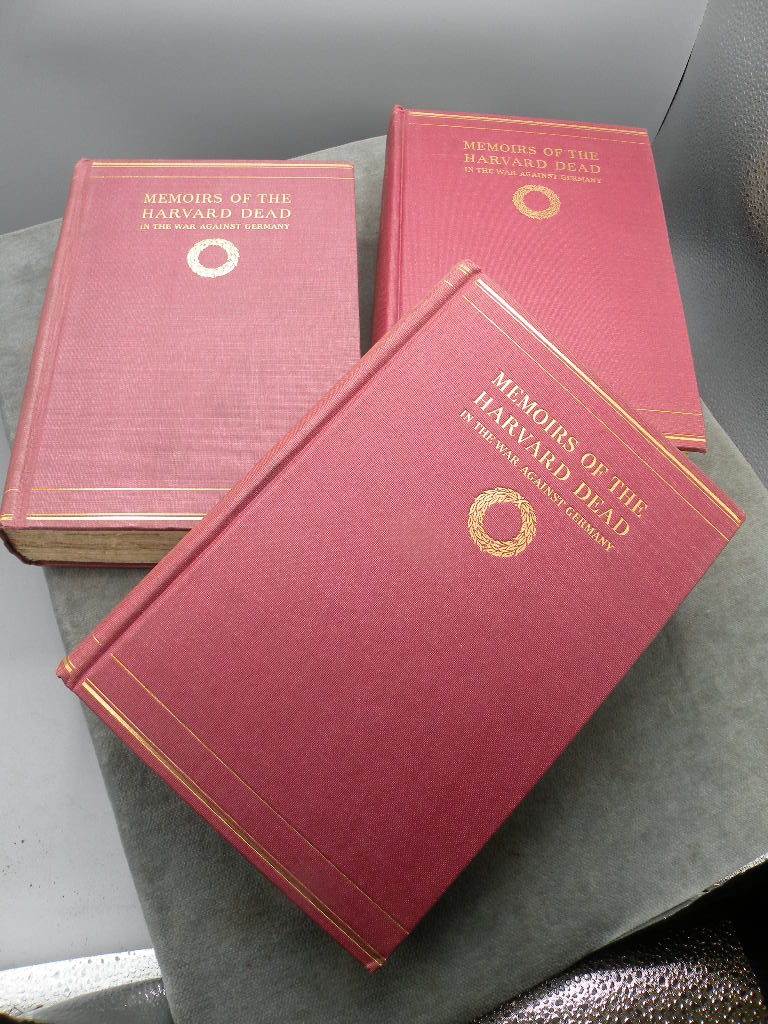 MEMOIRS OF THE
HARVARD DEAD
IN THE WAR AGAINST GERMANY
MEMOIRS OF THE
HARVARD DEAD
IN THE WAR AGAINST GERMANY
MEMOIRS OF THE
HARVARD DEAD
IN THE WAR AGAINST GERMANY